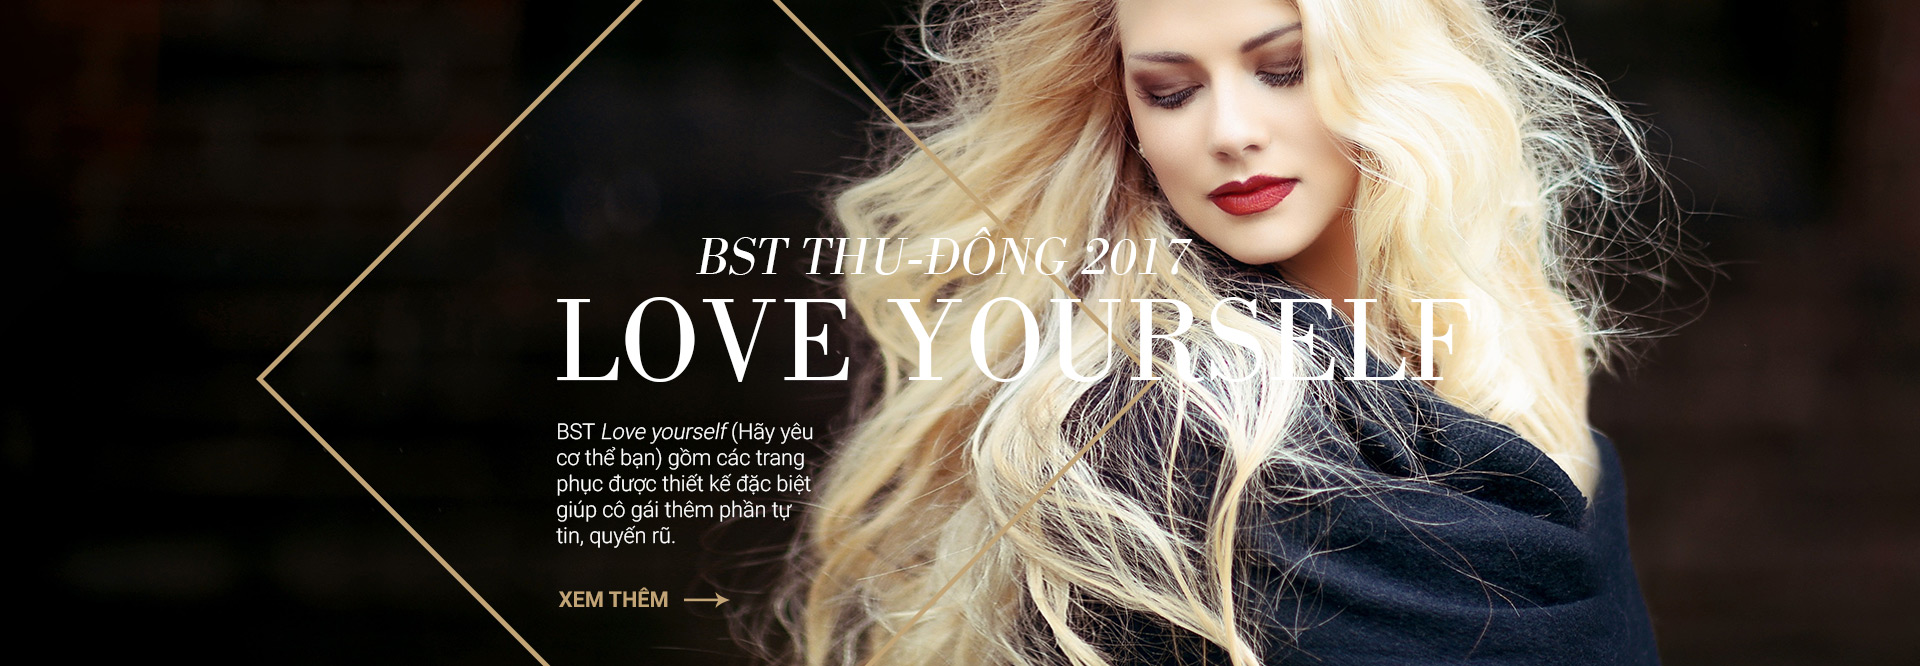 BST THU-ĐÔNG 2017
LOVE YOURSELF
BST Love yourself (Hãy yêu
cơ thể bạn) gồm các trang
phục được thiết kế đặc biệt
giúp cô gái thêm phần tự
tin, quyến rũ.
XEM THÊM